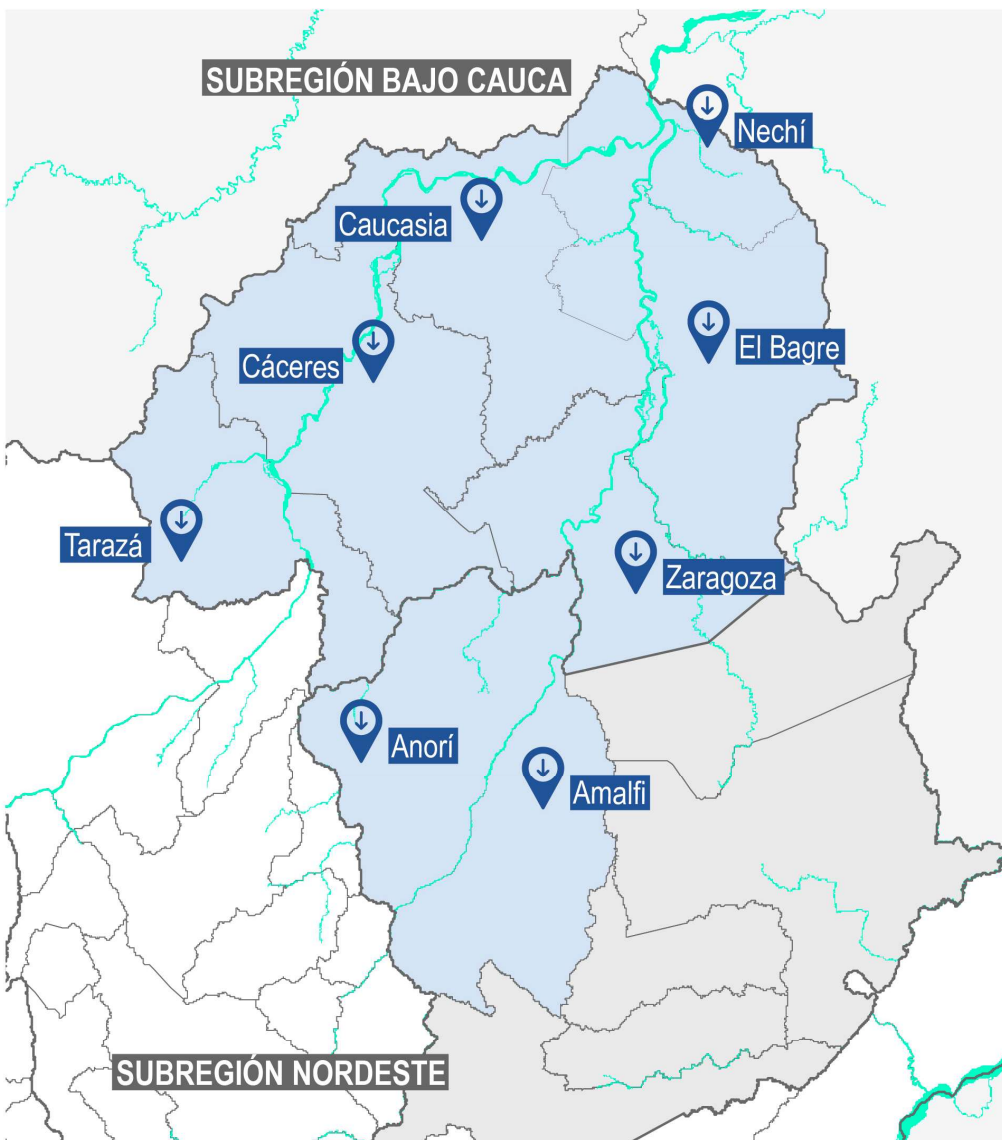 SUBREGIÓN BAJO CAUCA
Nechí
Caucasia
El Bagre
Cáceres
Tarazá
Zaragoza
Anorí
Amalfi
SUBREGIÓN NORDESTE